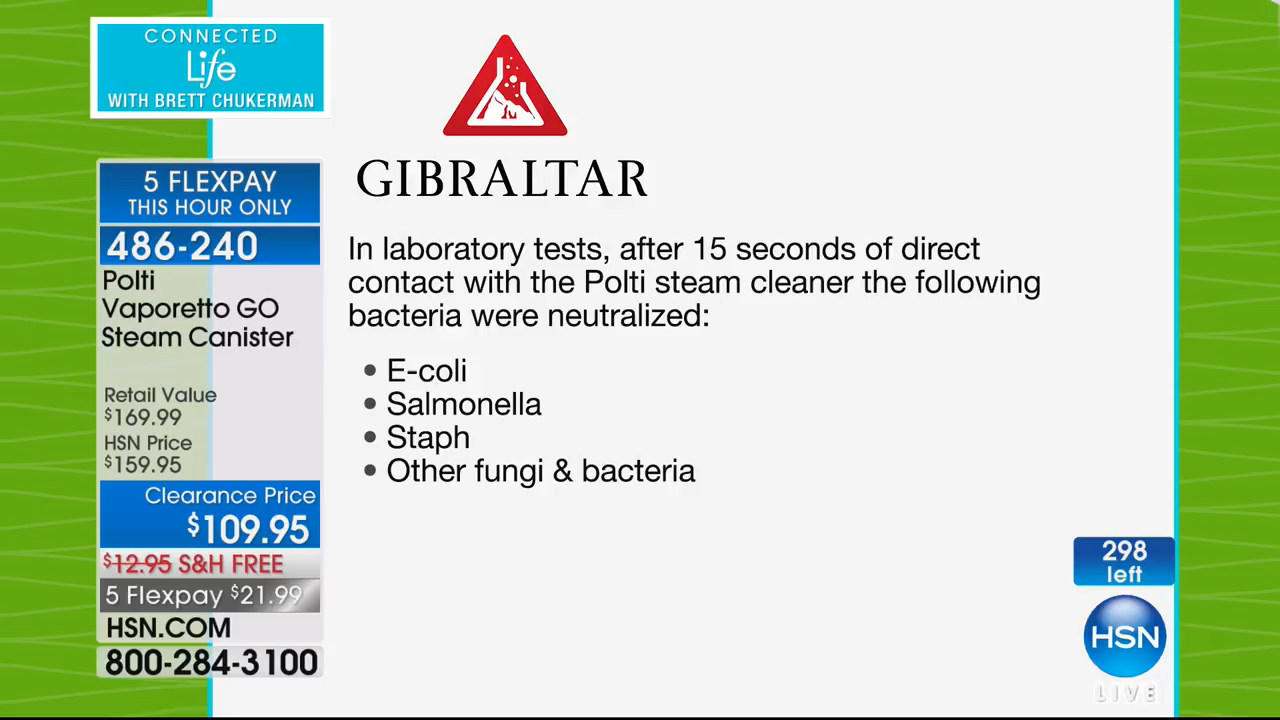 CONNECTED
Life
WITH BRETT CHUKERMAN
5 FLEXPAY
THIS HOUR ONLY
486-240
Polti
Vaporetto GO
Steam Canister
Retail Value
$169.99
HSN Price
$159.95
Clearance Price
$109.95
$12.95 S&H FREE
5 Flexpay $21.99
HSN.COM
800-284-3100
GIBRALTAR
In laboratory tests, after 15 seconds of direct
contact with the Polti steam cleaner the following
bacteria were neutralized:
• E-coli
• Salmonella
• Staph
• Other fungi & bacteria
298
left
HSN
LIVE